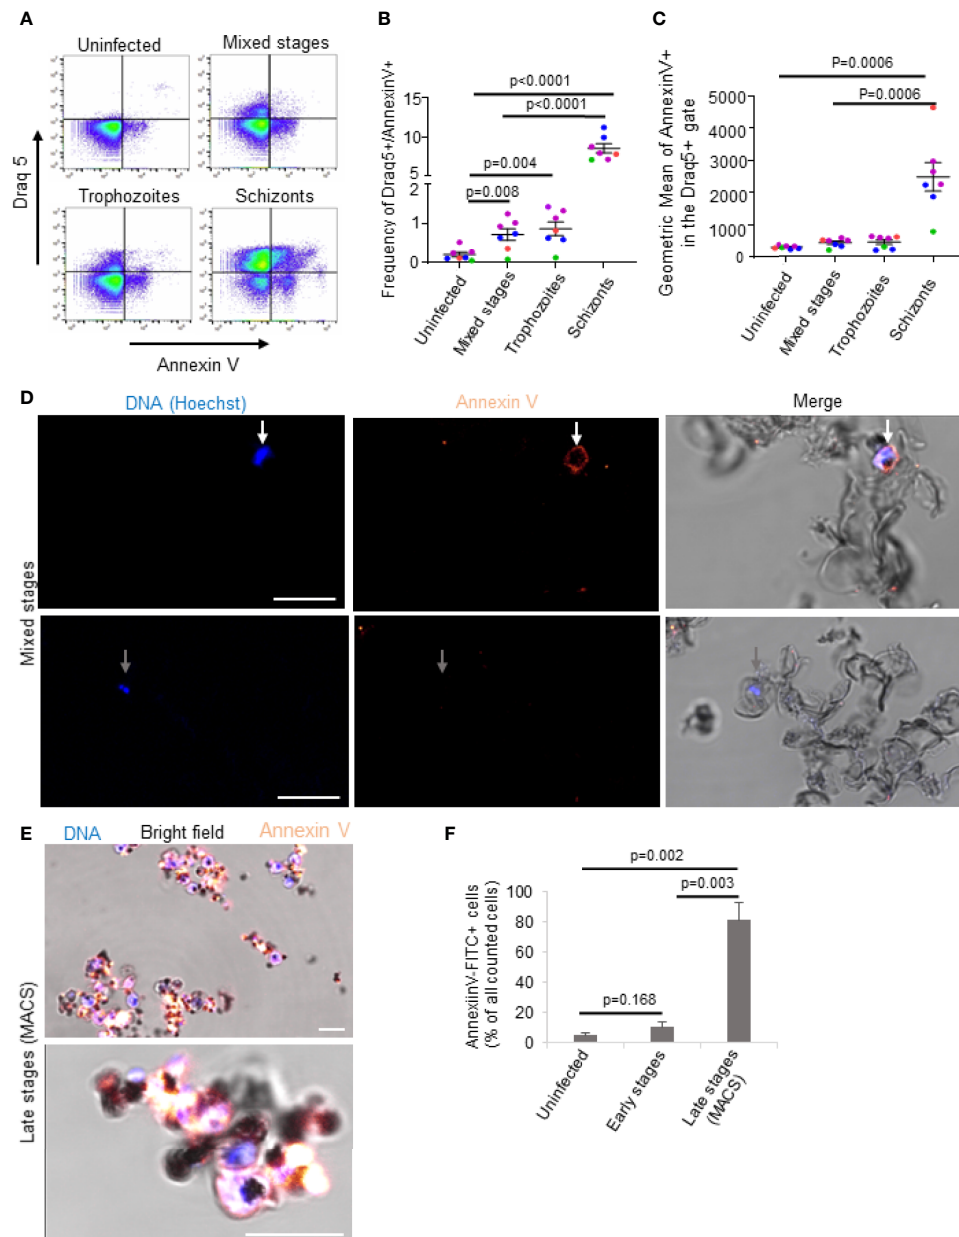 A
Uninfected
Mixed stages
Trophozoites
Schizonts
Draq 5
Annexin V
B
p<0.0001
p<0.0001
p=0.004
p=0.008
Frequency of Draq5+/AnnexinV+
15
10
5
2
1
0
Uninfected
Mixed stages
Trophozoites
Schizonts
C
P=0.0006
P=0.0006
Geometric Mean of AnnexinV+
in the Draq5+ gate
5000
4000
3000
2000
1000
0
Uninfected
Mixed stages
Trophozoites
Schizonts
D
DNA (Hoechst)
Annexin V
Merge
Mixed stages
E
DNA
Bright field
Annexin V
Late stages (MACS)
F
p=0.002
p=0.003
p=0.168
AnnexiinV-FITC+ cells
(% of all counted cells)
100
80
60
40
20
0
Uninfected
Early stages
Late stages
(MACS)